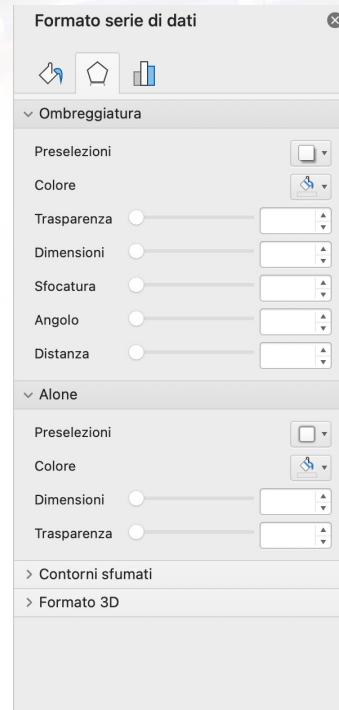 Formato serie di dati
Ombreggiatura
Preselezioni
Colore
Trasparenza
Dimensioni
Sfocatura
Angolo
Distanza
Alone
Preselezioni
Colore
Dimensioni
Trasparenza
Contorni sfumati
Formato 3D